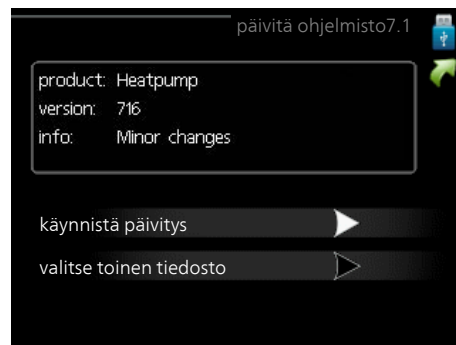 päivitä ohjelmisto7.1
product: Heatpump
version: 716
info: Minor changes
käynnistä päivitys
valitse toinen tiedosto